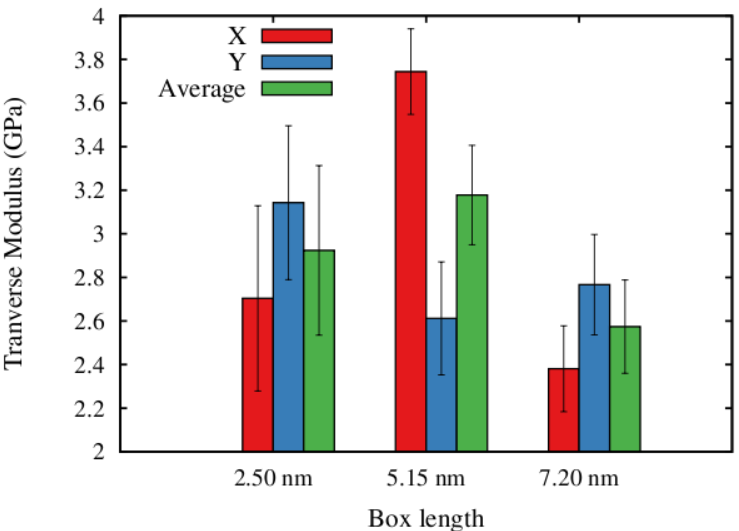 4
3.8
3.6
3.4
3.2
3
2.8
2.6
2.4
2.2
2
Tranverse Modulus (GPa)
X
Y
Average
2.50 nm
5.15 nm
7.20 nm
Box length